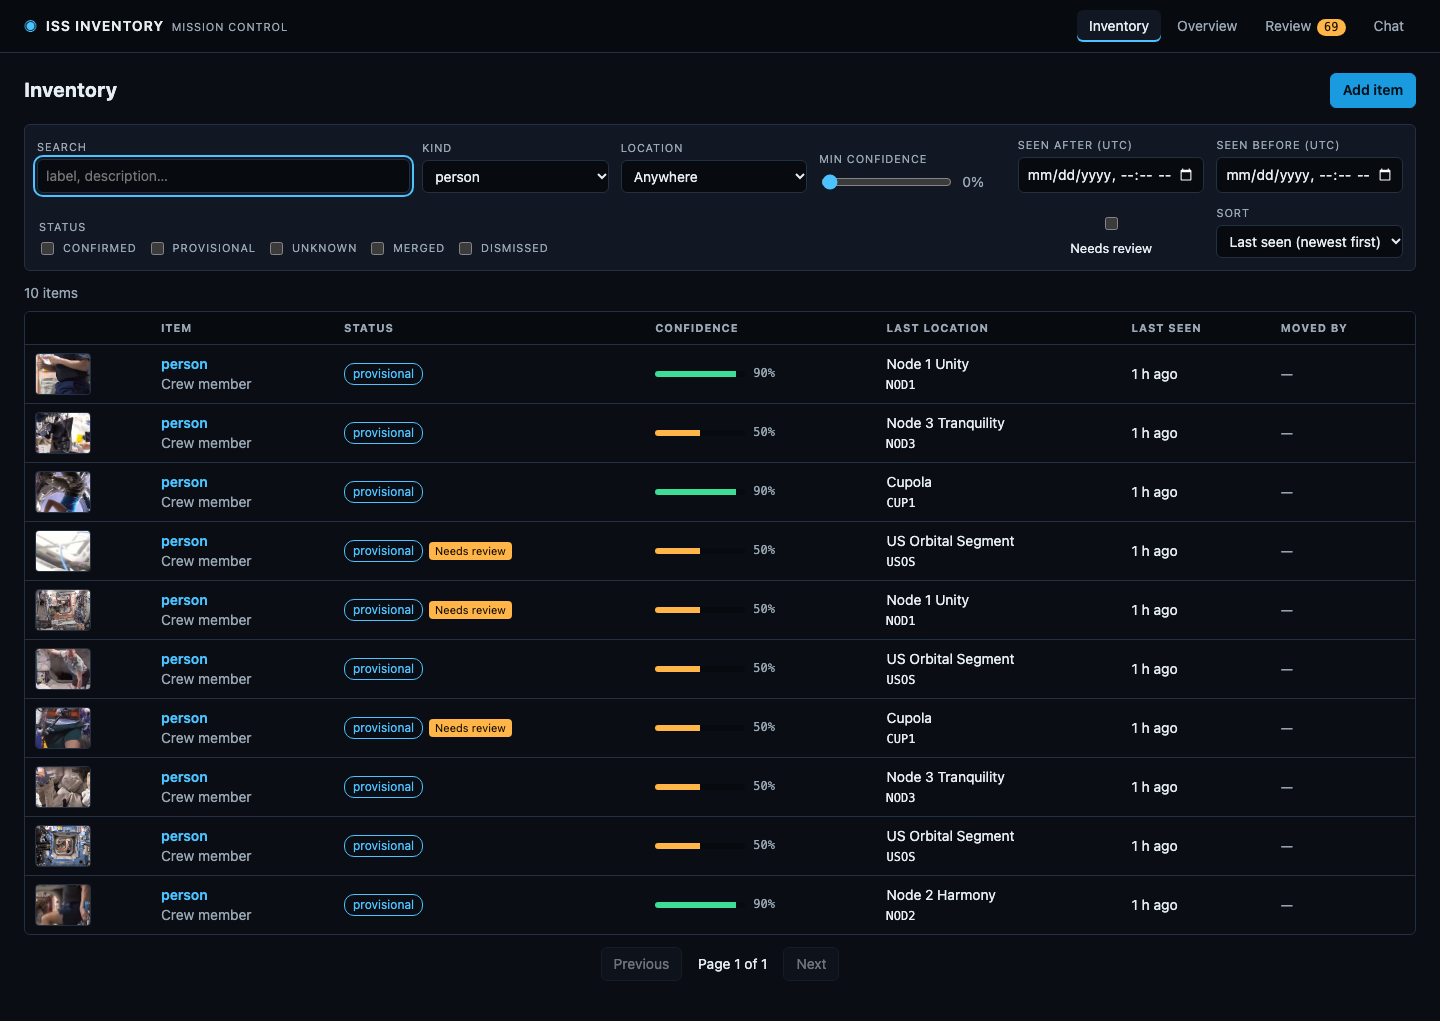 ISS INVENTORY MISSION CONTROL
Inventory Overview Review 69 Chat
Inventory
Add item
SEARCH
label, description...
KIND
person
LOCATION
Anywhere
MIN CONFIDENCE
0%
SEEN AFTER (UTC)
mm/dd/yyyy, --:-- --
SEEN BEFORE (UTC)
mm/dd/yyyy, --:-- --
STATUS
CONFIRMED PROVISIONAL UNKNOWN MERGED DISMISSED
Needs review
SORT
Last seen (newest first)
10 items
ITEM STATUS CONFIDENCE LAST LOCATION LAST SEEN MOVED BY
person provisional 90% Node 1 Unity 1 h ago —
Crew member NOD1
person provisional 50% Node 3 Tranquility 1 h ago —
Crew member NOD3
person provisional 90% Cupola 1 h ago —
Crew member CUP1
person provisional Needs review 50% US Orbital Segment 1 h ago —
Crew member USOS
person provisional Needs review 50% Node 1 Unity 1 h ago —
Crew member NOD1
person provisional 50% US Orbital Segment 1 h ago —
Crew member USOS
person provisional Needs review 50% Cupola 1 h ago —
Crew member CUP1
person provisional 50% Node 3 Tranquility 1 h ago —
Crew member NOD3
person provisional 50% US Orbital Segment 1 h ago —
Crew member USOS
person provisional 90% Node 2 Harmony 1 h ago —
Crew member NOD2
Previous Page 1 of 1 Next